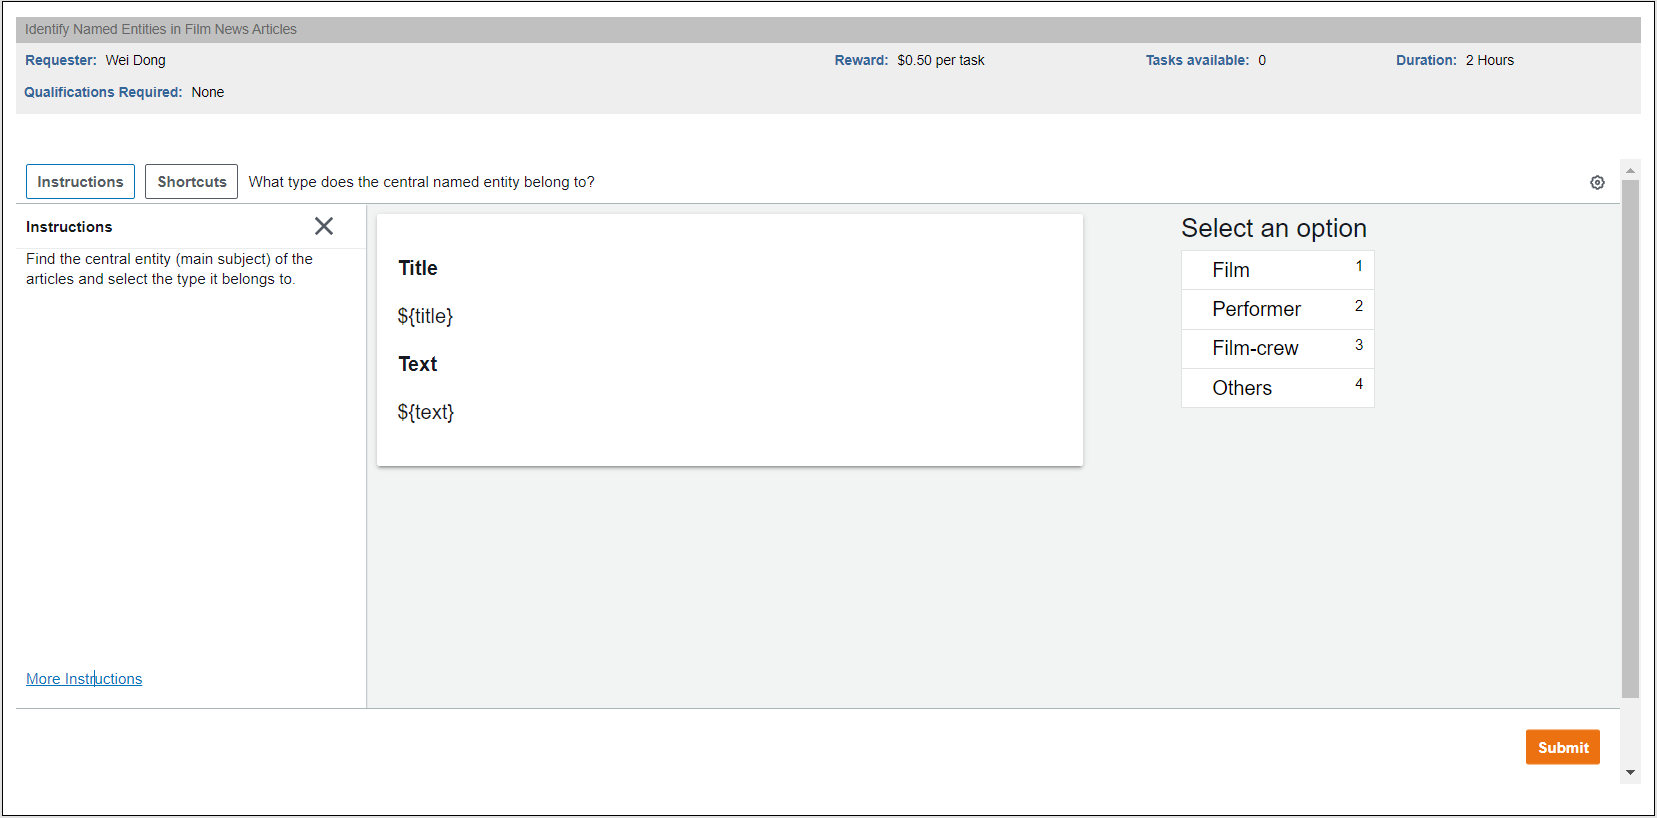 Identify Named Entities in Film News Articles
Requester: Wei Dong Reward: $0.50 per task Tasks available: 0 Duration: 2 Hours
Qualifications Required: None
Instructions Shortcuts What type does the central named entity belong to?
Instructions
Find the central entity (main subject) of the
articles and select the type it belongs to.
More Instructions
Title
${title}
Text
${text}
Select an option
Film 1
Performer 2
Film-crew 3
Others 4
Submit